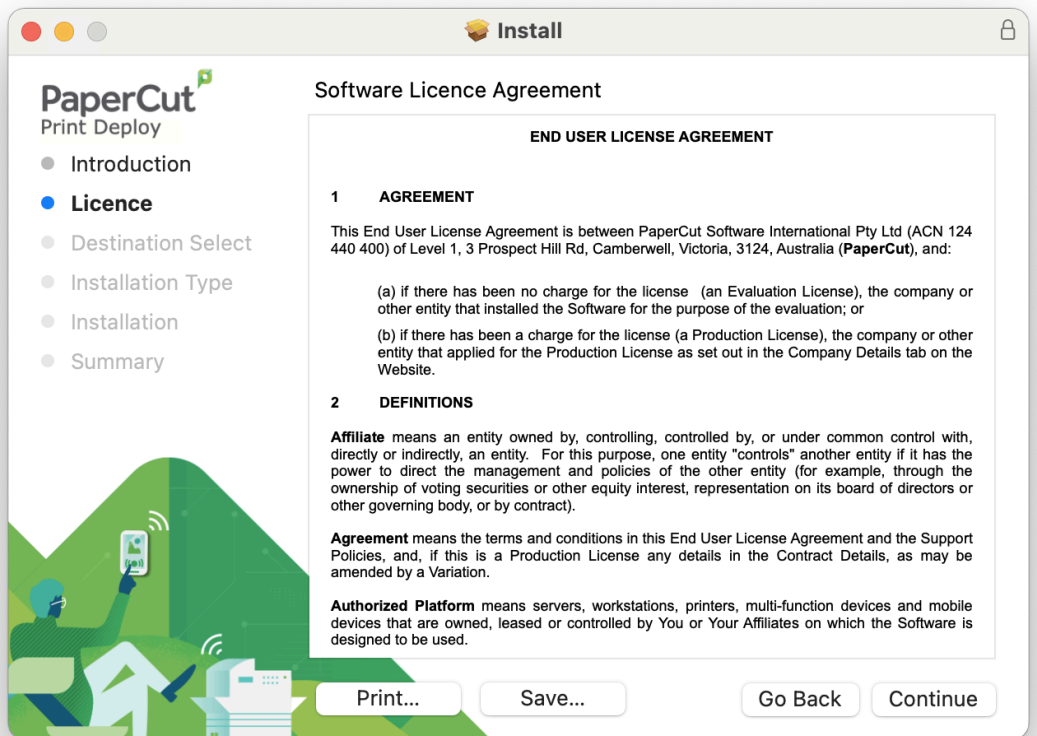 Install
PaperCut
Print Deploy
Introduction
Licence
Destination Select
Installation Type
Installation
Summary
Software Licence Agreement
END USER LICENSE AGREEMENT
1 AGREEMENT
This End User License Agreement is between PaperCut Software International Pty Ltd (ACN 124
440 400) of Level 1, 3 Prospect Hill Rd, Camberwell, Victoria, 3124, Australia (PaperCut), and:
(a) if there has been no charge for the license (an Evaluation License), the company or
other entity that installed the Software for the purpose of the evaluation; or
(b) if there has been a charge for the license (a Production License), the company or other
entity that applied for the Production License as set out in the Company Details tab on the
Website.
2 DEFINITIONS
Affiliate means an entity owned by, controlling, controlled by, or under common control with,
directly or indirectly, an entity. For this purpose, one entity "controls" another entity if it has the
power to direct the management and policies of the other entity (for example, through the
ownership of voting securities or other equity interest, representation on its board of directors or
other governing body, or by contract).
Agreement means the terms and conditions in this End User License Agreement and the Support
Policies, and, if this is a Production License any details in the Contract Details, as may be
amended by a Variation.
Authorized Platform means servers, workstations, printers, multi-function devices and mobile
devices that are owned, leased or controlled by You or Your Affiliates on which the Software is
designed to be used.
Print...
Save...
Go Back
Continue